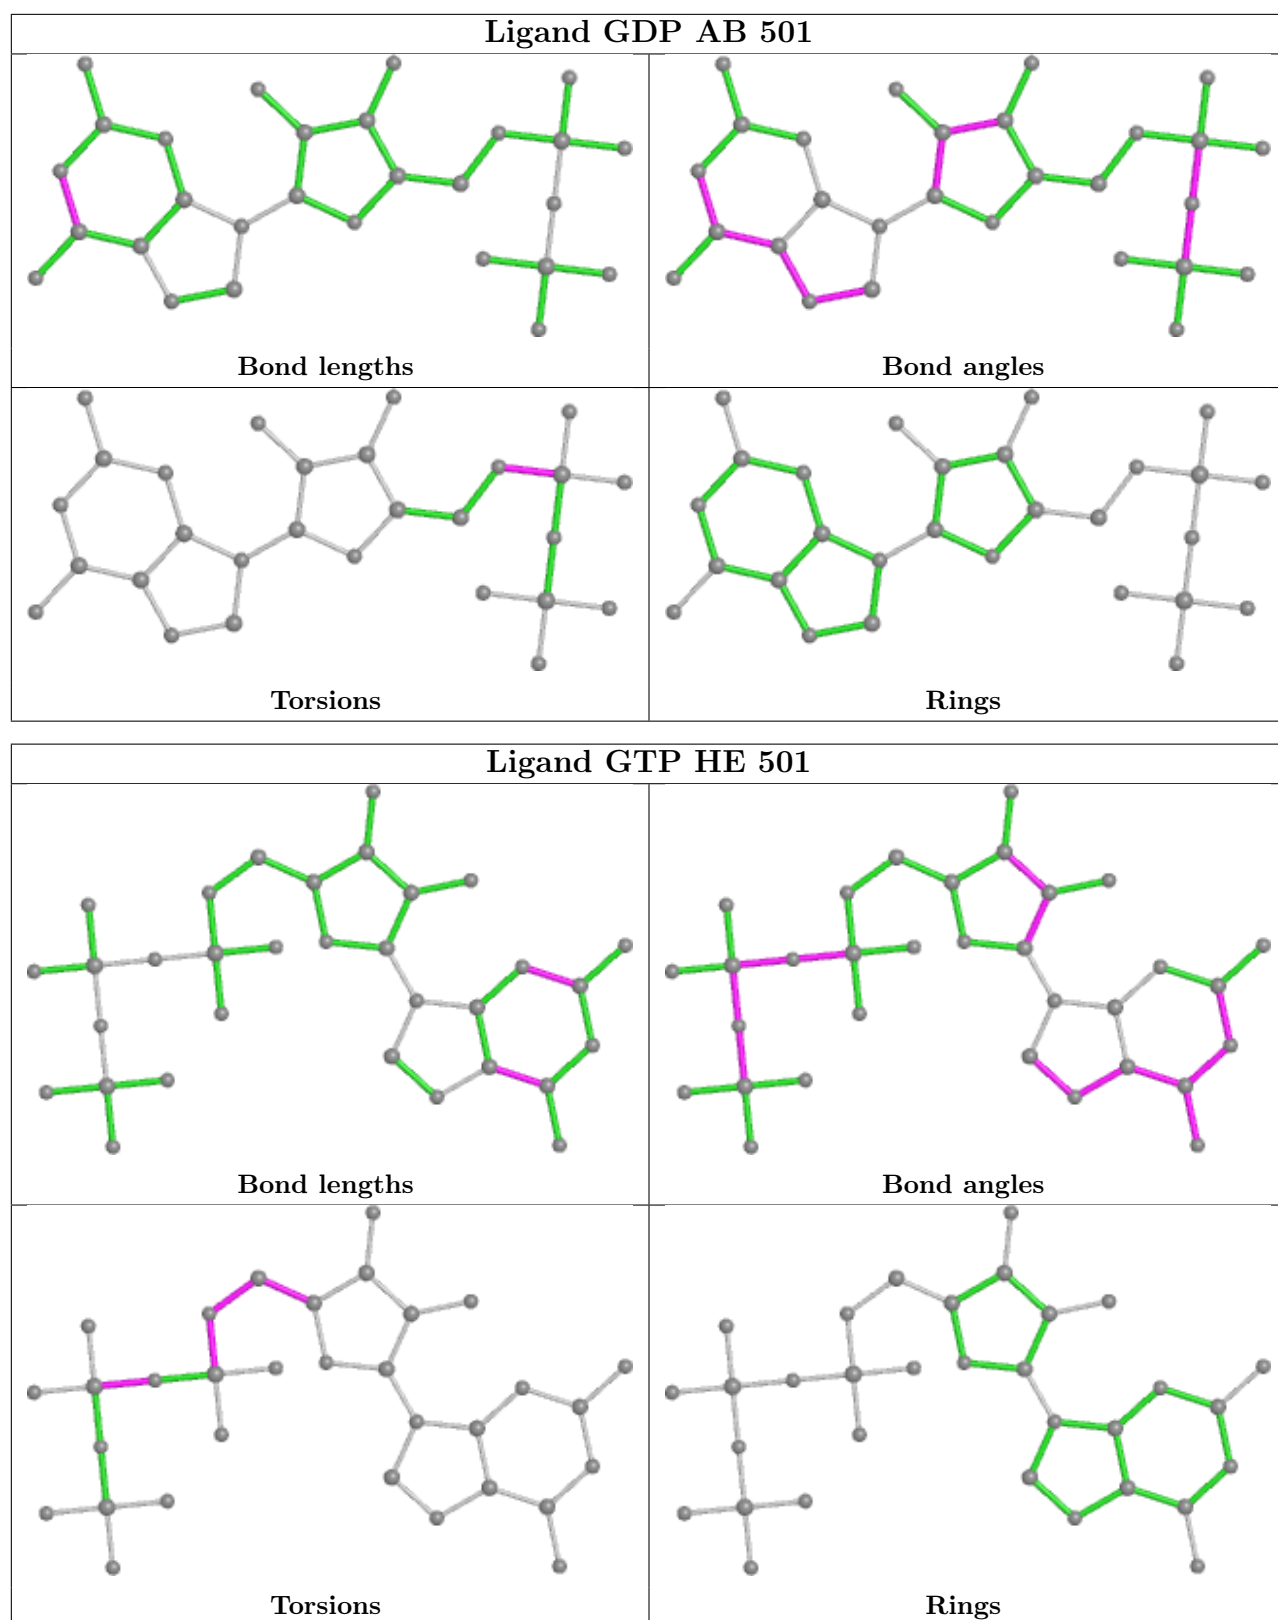 Ligand GDP AB 501
Bond lengths
Bond angles
Torsions
Rings
Ligand GTP HE 501
Bond lengths
Bond angles
Torsions
Rings